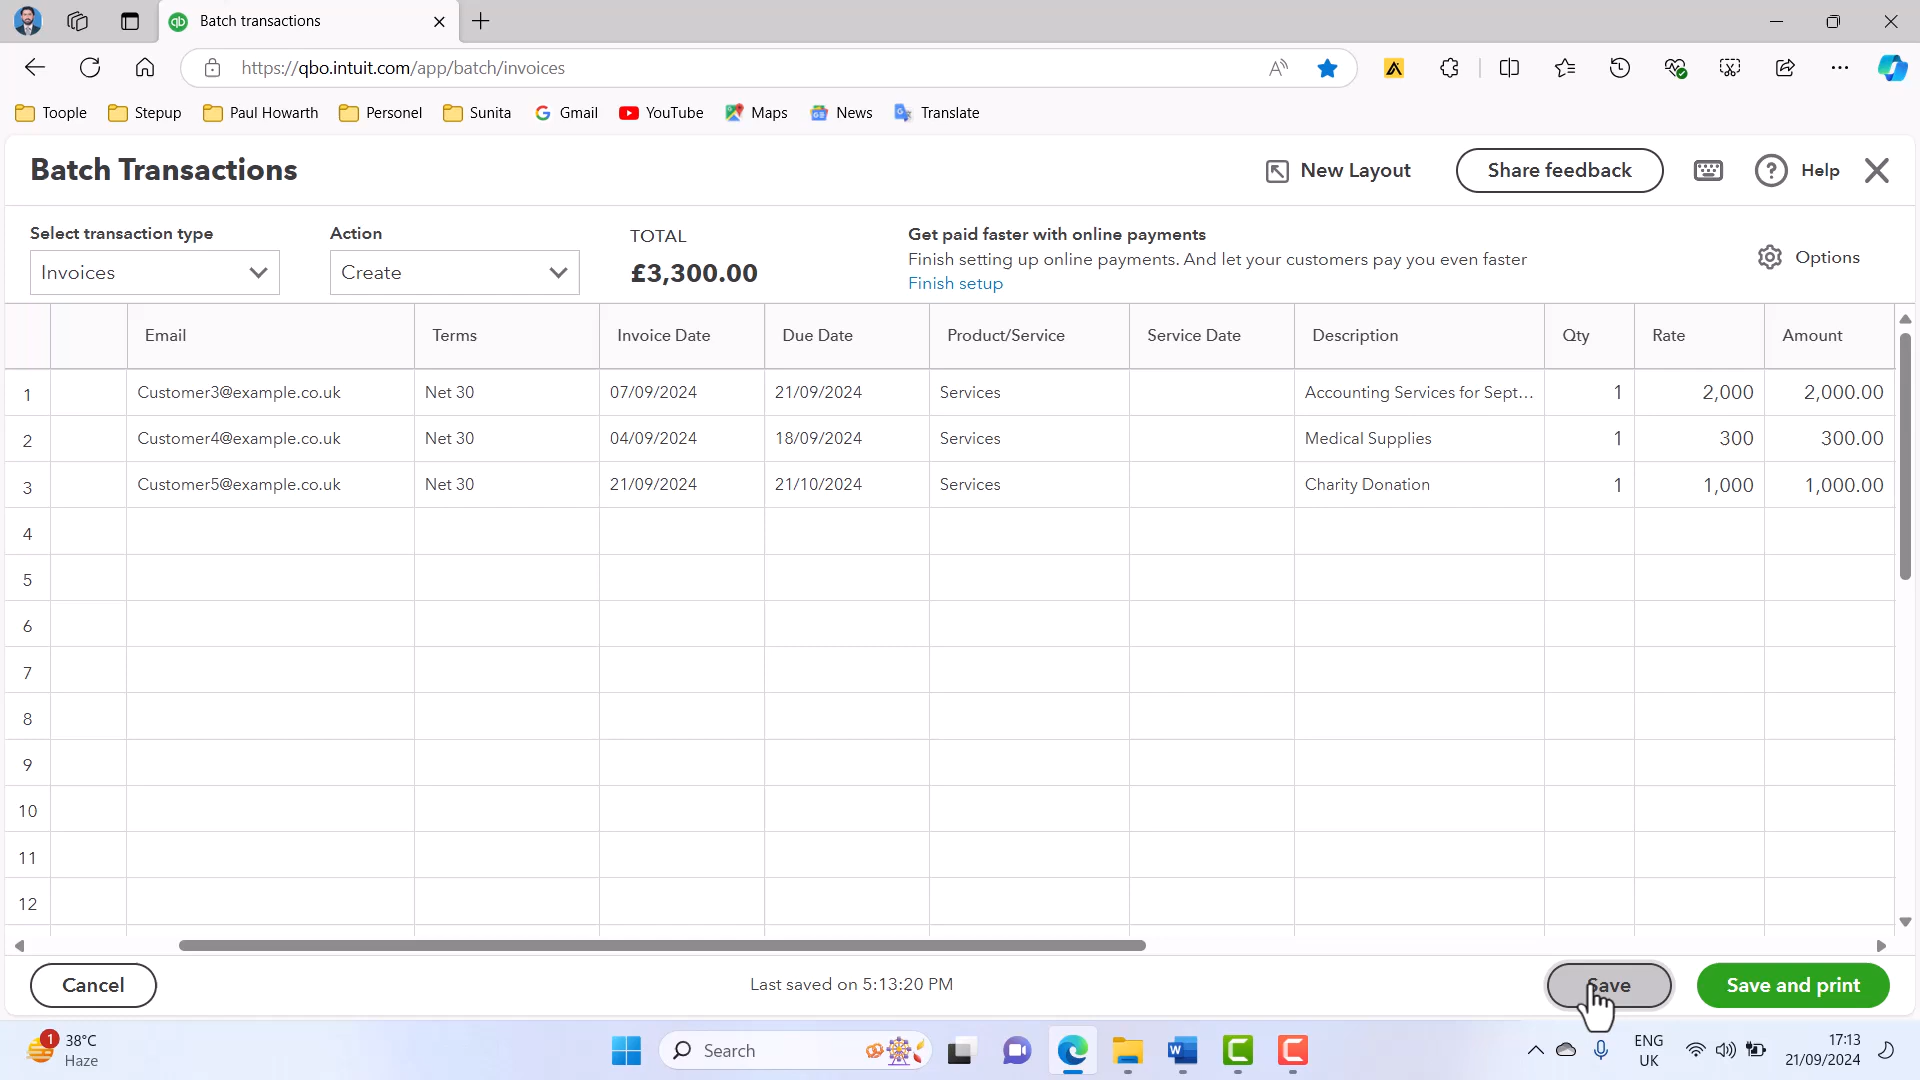 Batch transactions
https://qbo.intuit.com/app/batch/invoices
Toople Stepup Paul Howarth Personel Sunita Gmail YouTube Maps News Translate
Batch Transactions
New Layout Share feedback Help
Select transaction type Action TOTAL Get paid faster with online payments
Invoices Create £3,300.00 Finish setting up online payments. And let your customers pay you even faster Options
Finish setup
Email Terms Invoice Date Due Date Product/Service Service Date Description Qty Rate Amount
1 Customer3@example.co.uk Net 30 07/09/2024 21/09/2024 Services Accounting Services for Sept... 1 2,000 2,000.00
2 Customer4@example.co.uk Net 30 04/09/2024 18/09/2024 Services Medical Supplies 1 300 300.00
3 Customer5@example.co.uk Net 30 21/09/2024 21/10/2024 Services Charity Donation 1 1,000 1,000.00
4
5
6
7
8
9
10
11
12
Cancel Last saved on 5:13:20 PM Save Save and print
1 38°C Search ENG 17:13
Haze UK 21/09/2024